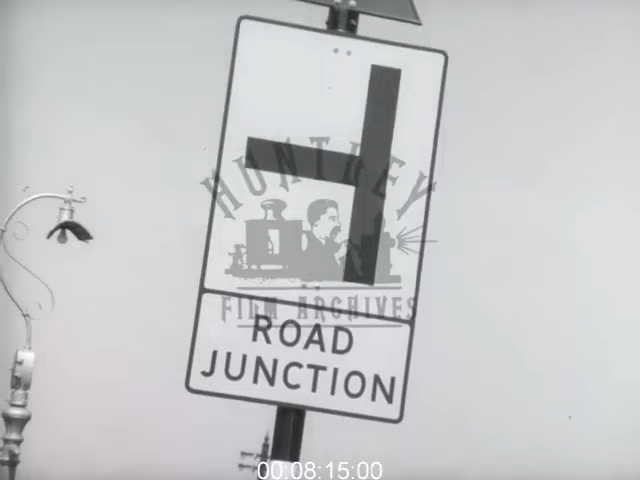 HUNTLEY
FILM ARCHIVES
ROAD
JUNCTION
00:08:15:00